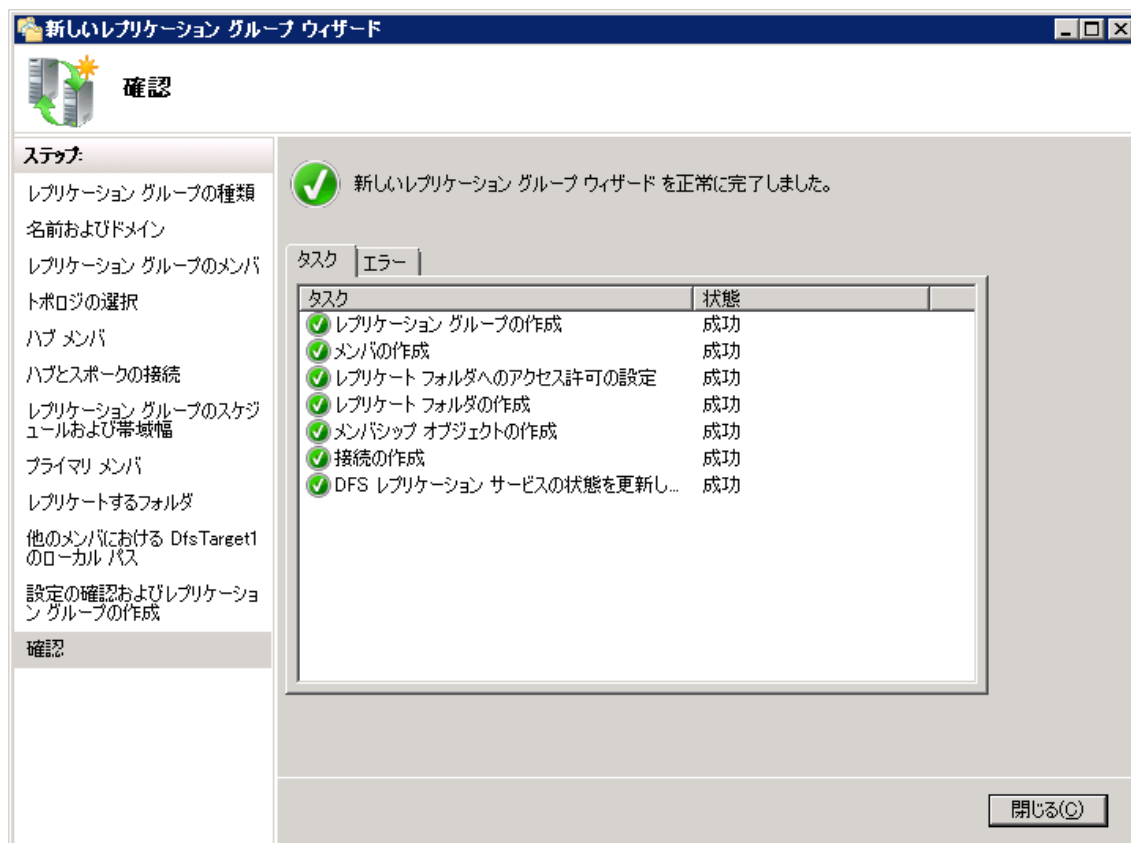 新しいレプリケーション グループ ウィザード
確認
ステップ:
レプリケーション グループの種類
名前およびドメイン
レプリケーション グループのメンバ
トポロジの選択
ハブ メンバ
ハブとスポークの接続
レプリケーション グループのスケジ
ュールおよび帯域幅
プライマリ メンバ
レプリケートするフォルダ
他のメンバにおける DfsTarget1
のローカル パス
設定の確認およびレプリケーショ
ン グループの作成
確認
新しいレプリケーション グループ ウィザード を正常に完了しました。
タスク エラー
タスク 状態
レプリケーション グループの作成 成功
メンバの作成 成功
レプリケート フォルダへのアクセス許可の設定 成功
レプリケート フォルダの作成 成功
メンバシップ オブジェクトの作成 成功
接続の作成 成功
DFS レプリケーション サービスの状態を更新し... 成功
閉じる(C)